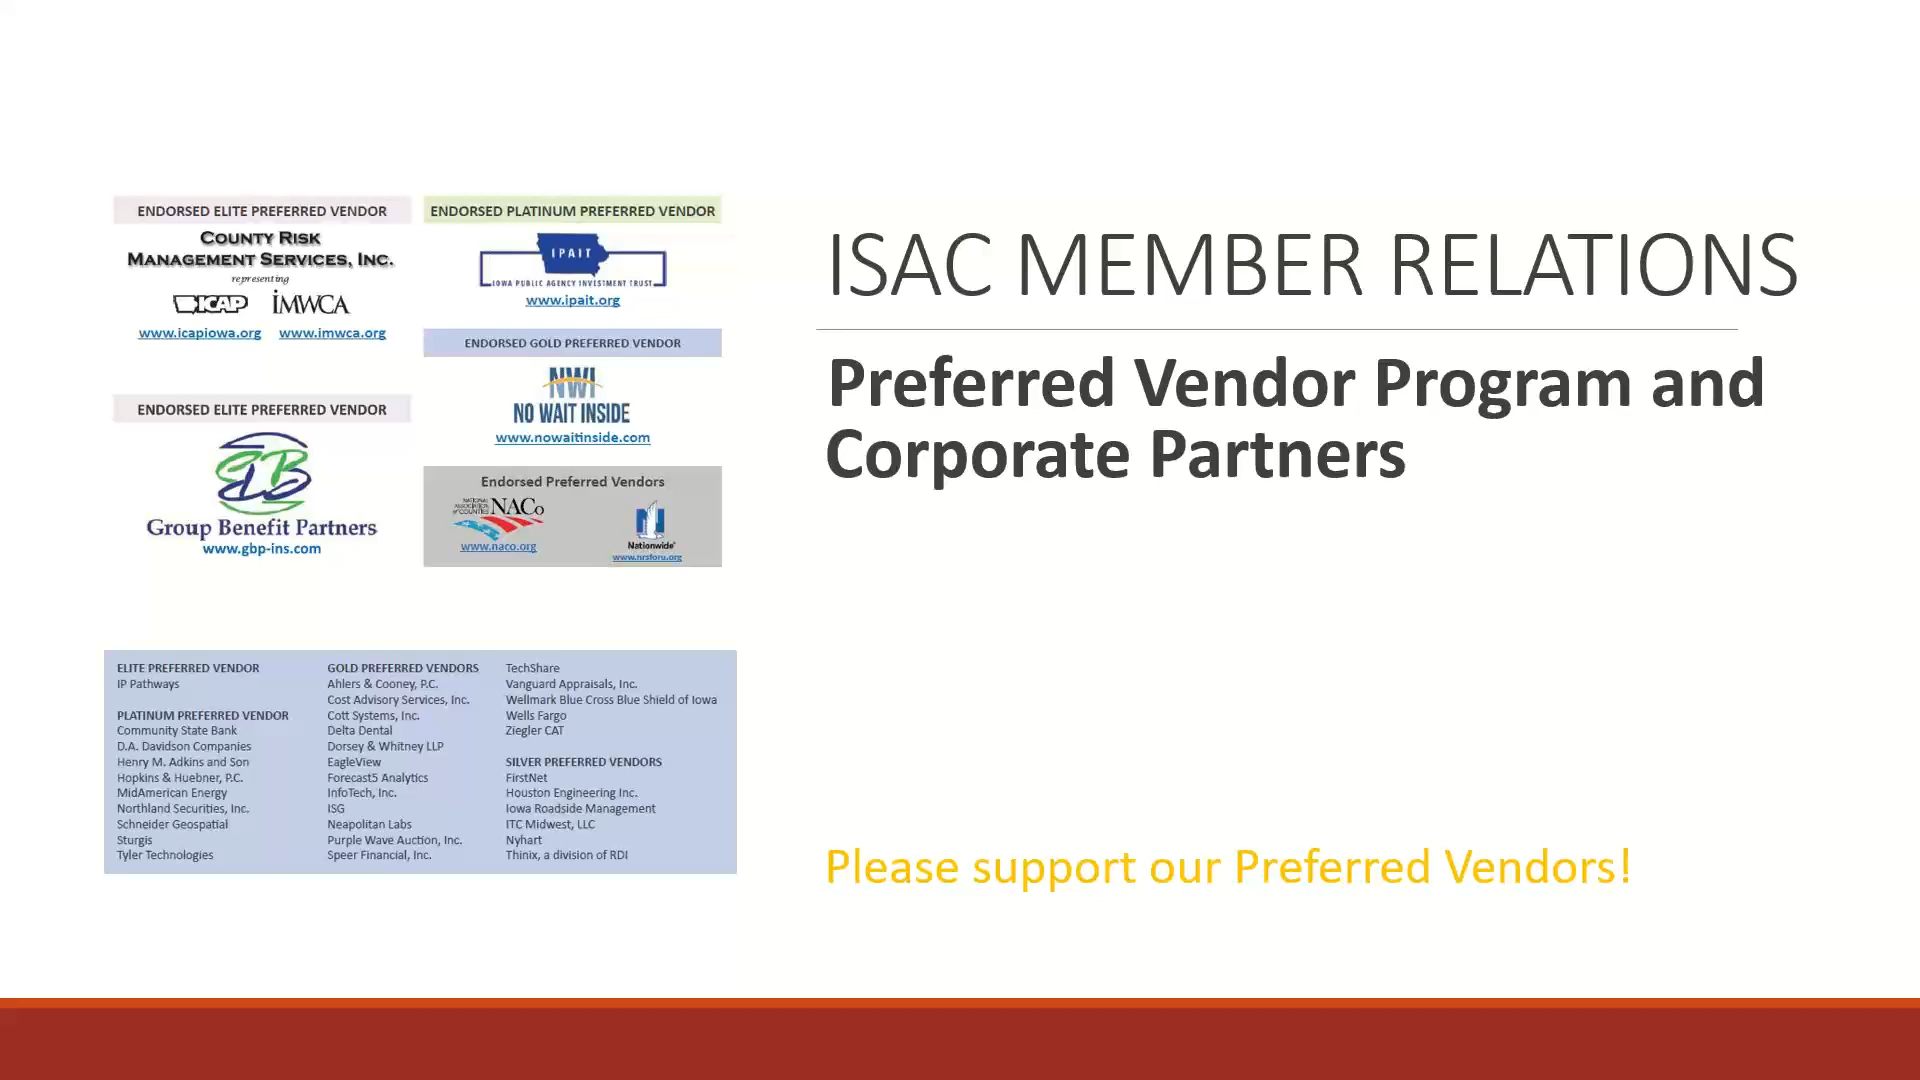 ENDORSED ELITE PREFERRED VENDOR
COUNTY RISK
MANAGEMENT SERVICES, INC.
representing
ICAP IMWCA
www.icapiowa.org www.imwca.org
ENDORSED ELITE PREFERRED VENDOR
GBP
Group Benefit Partners
www.gbp-ins.com
ENDORSED PLATINUM PREFERRED VENDOR
IPAIT
IOWA PUBLIC AGENCY INVESTMENT TRUST
www.ipait.org
ENDORSED GOLD PREFERRED VENDOR
NWI
NO WAIT INSIDE
www.nowaitinside.com
Endorsed Preferred Vendors
NATIONAL
ASSOCIATION
of COUNTIES NACo
www.naco.org
Nationwide®
www.nrsforu.org
ELITE PREFERRED VENDOR
IP Pathways
PLATINUM PREFERRED VENDOR
Community State Bank
D.A. Davidson Companies
Henry M. Adkins and Son
Hopkins & Huebner, P.C.
MidAmerican Energy
Northland Securities, Inc.
Schneider Geospatial
Sturgis
Tyler Technologies
GOLD PREFERRED VENDORS
Ahlers & Cooney, P.C.
Cost Advisory Services, Inc.
Cott Systems, Inc.
Delta Dental
Dorsey & Whitney LLP
EagleView
Forecast5 Analytics
InfoTech, Inc.
ISG
Neapolitan Labs
Purple Wave Auction, Inc.
Speer Financial, Inc.
TechShare
Vanguard Appraisals, Inc.
Wellmark Blue Cross Blue Shield of Iowa
Wells Fargo
Ziegler CAT
SILVER PREFERRED VENDORS
FirstNet
Houston Engineering Inc.
Iowa Roadside Management
ITC Midwest, LLC
Nyhart
Thinix, a division of RDI
ISAC MEMBER RELATIONS
Preferred Vendor Program and
Corporate Partners
Please support our Preferred Vendors!